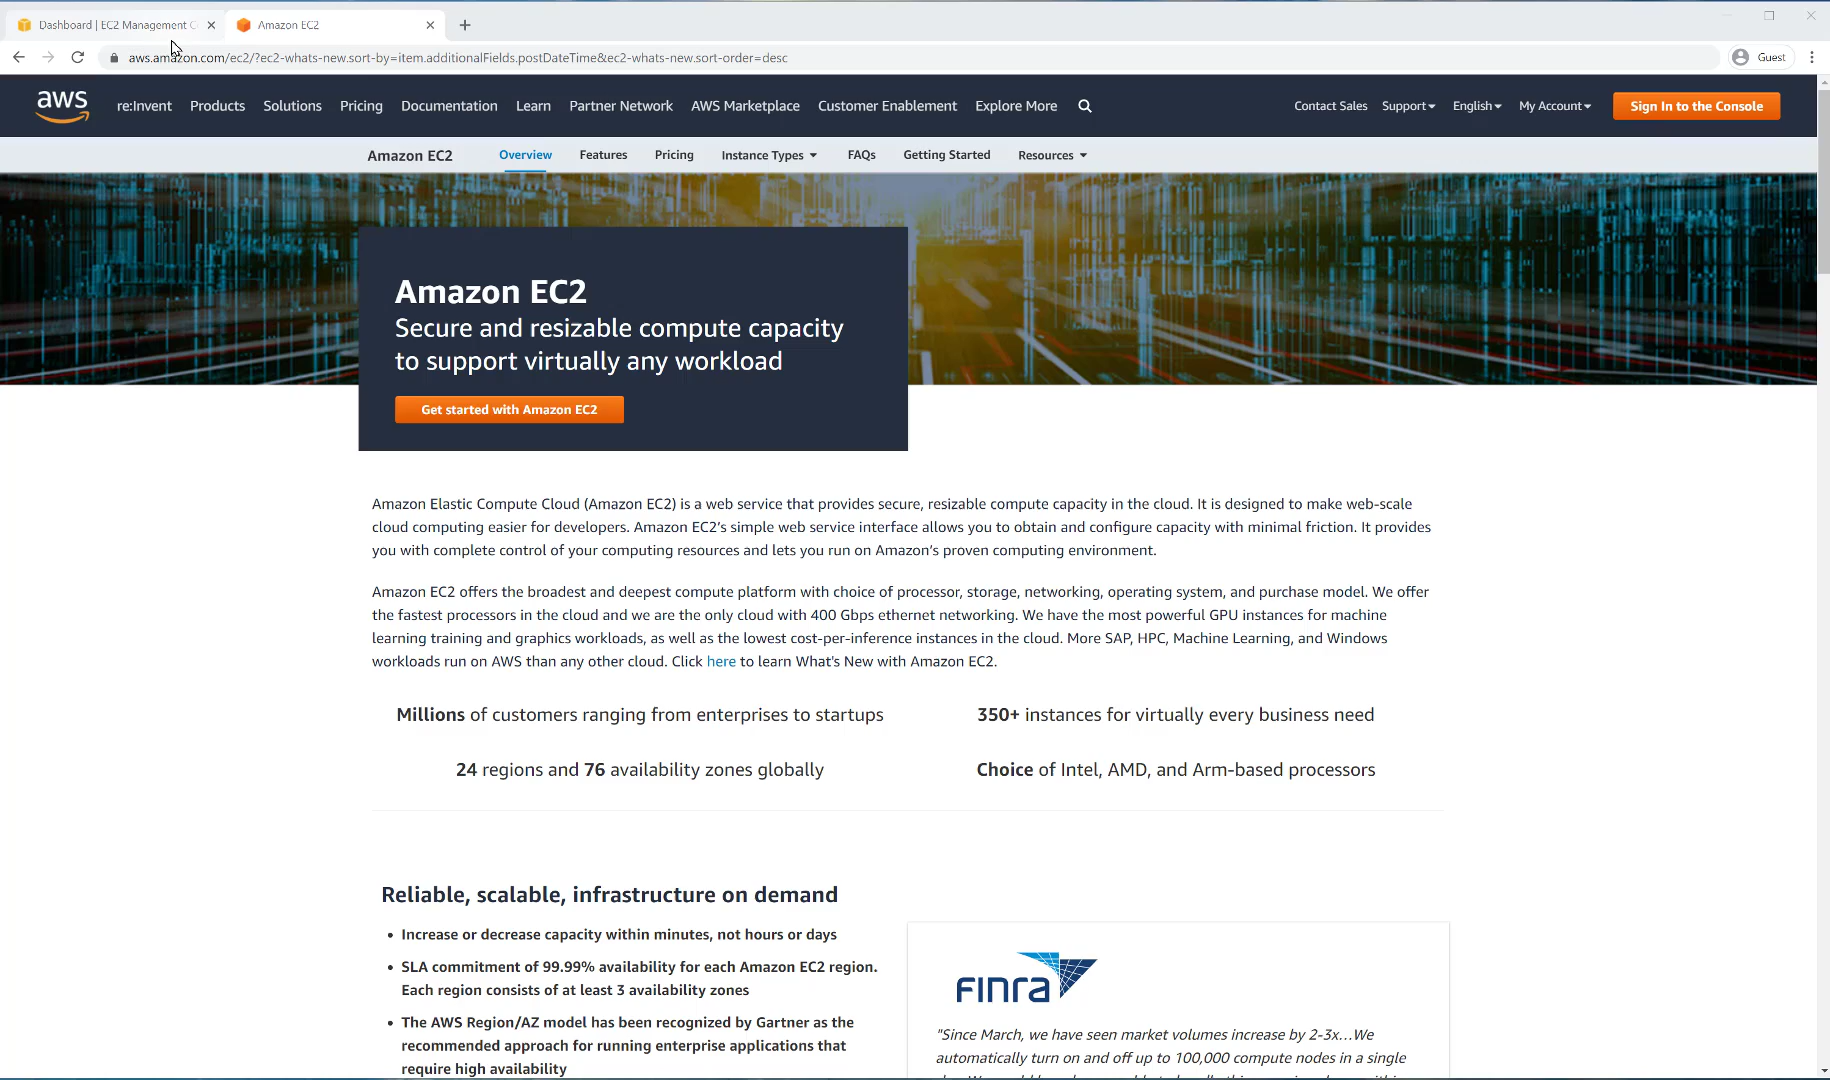 Dashboard | EC2 Management C
Amazon EC2
aws.amazon.com/ec2/?ec2-whats-new.sort-by=item.additionalFields.postDateTime&ec2-whats-new.sort-order=desc
Guest
aws
re:Invent Products Solutions Pricing Documentation Learn Partner Network AWS Marketplace Customer Enablement Explore More
Contact Sales Support English My Account Sign In to the Console
Amazon EC2 Overview Features Pricing Instance Types FAQs Getting Started Resources
Amazon EC2
Secure and resizable compute capacity
to support virtually any workload
Get started with Amazon EC2
Amazon Elastic Compute Cloud (Amazon EC2) is a web service that provides secure, resizable compute capacity in the cloud. It is designed to make web-scale
cloud computing easier for developers. Amazon EC2’s simple web service interface allows you to obtain and configure capacity with minimal friction. It provides
you with complete control of your computing resources and lets you run on Amazon’s proven computing environment.
Amazon EC2 offers the broadest and deepest compute platform with choice of processor, storage, networking, operating system, and purchase model. We offer
the fastest processors in the cloud and we are the only cloud with 400 Gbps ethernet networking. We have the most powerful GPU instances for machine
learning training and graphics workloads, as well as the lowest cost-per-inference instances in the cloud. More SAP, HPC, Machine Learning, and Windows
workloads run on AWS than any other cloud. Click here to learn What's New with Amazon EC2.
Millions of customers ranging from enterprises to startups
350+ instances for virtually every business need
24 regions and 76 availability zones globally
Choice of Intel, AMD, and Arm-based processors
Reliable, scalable, infrastructure on demand
• Increase or decrease capacity within minutes, not hours or days
• SLA commitment of 99.99% availability for each Amazon EC2 region.
Each region consists of at least 3 availability zones
• The AWS Region/AZ model has been recognized by Gartner as the
recommended approach for running enterprise applications that
require high availability
FINRA
"Since March, we have seen market volumes increase by 2-3x...We
automatically turn on and off up to 100,000 compute nodes in a single